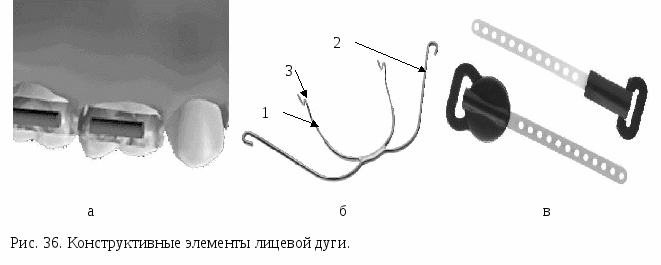 2
3
1
а
б
в
Рис. 36. Конструктивные элементы лицевой дуги.